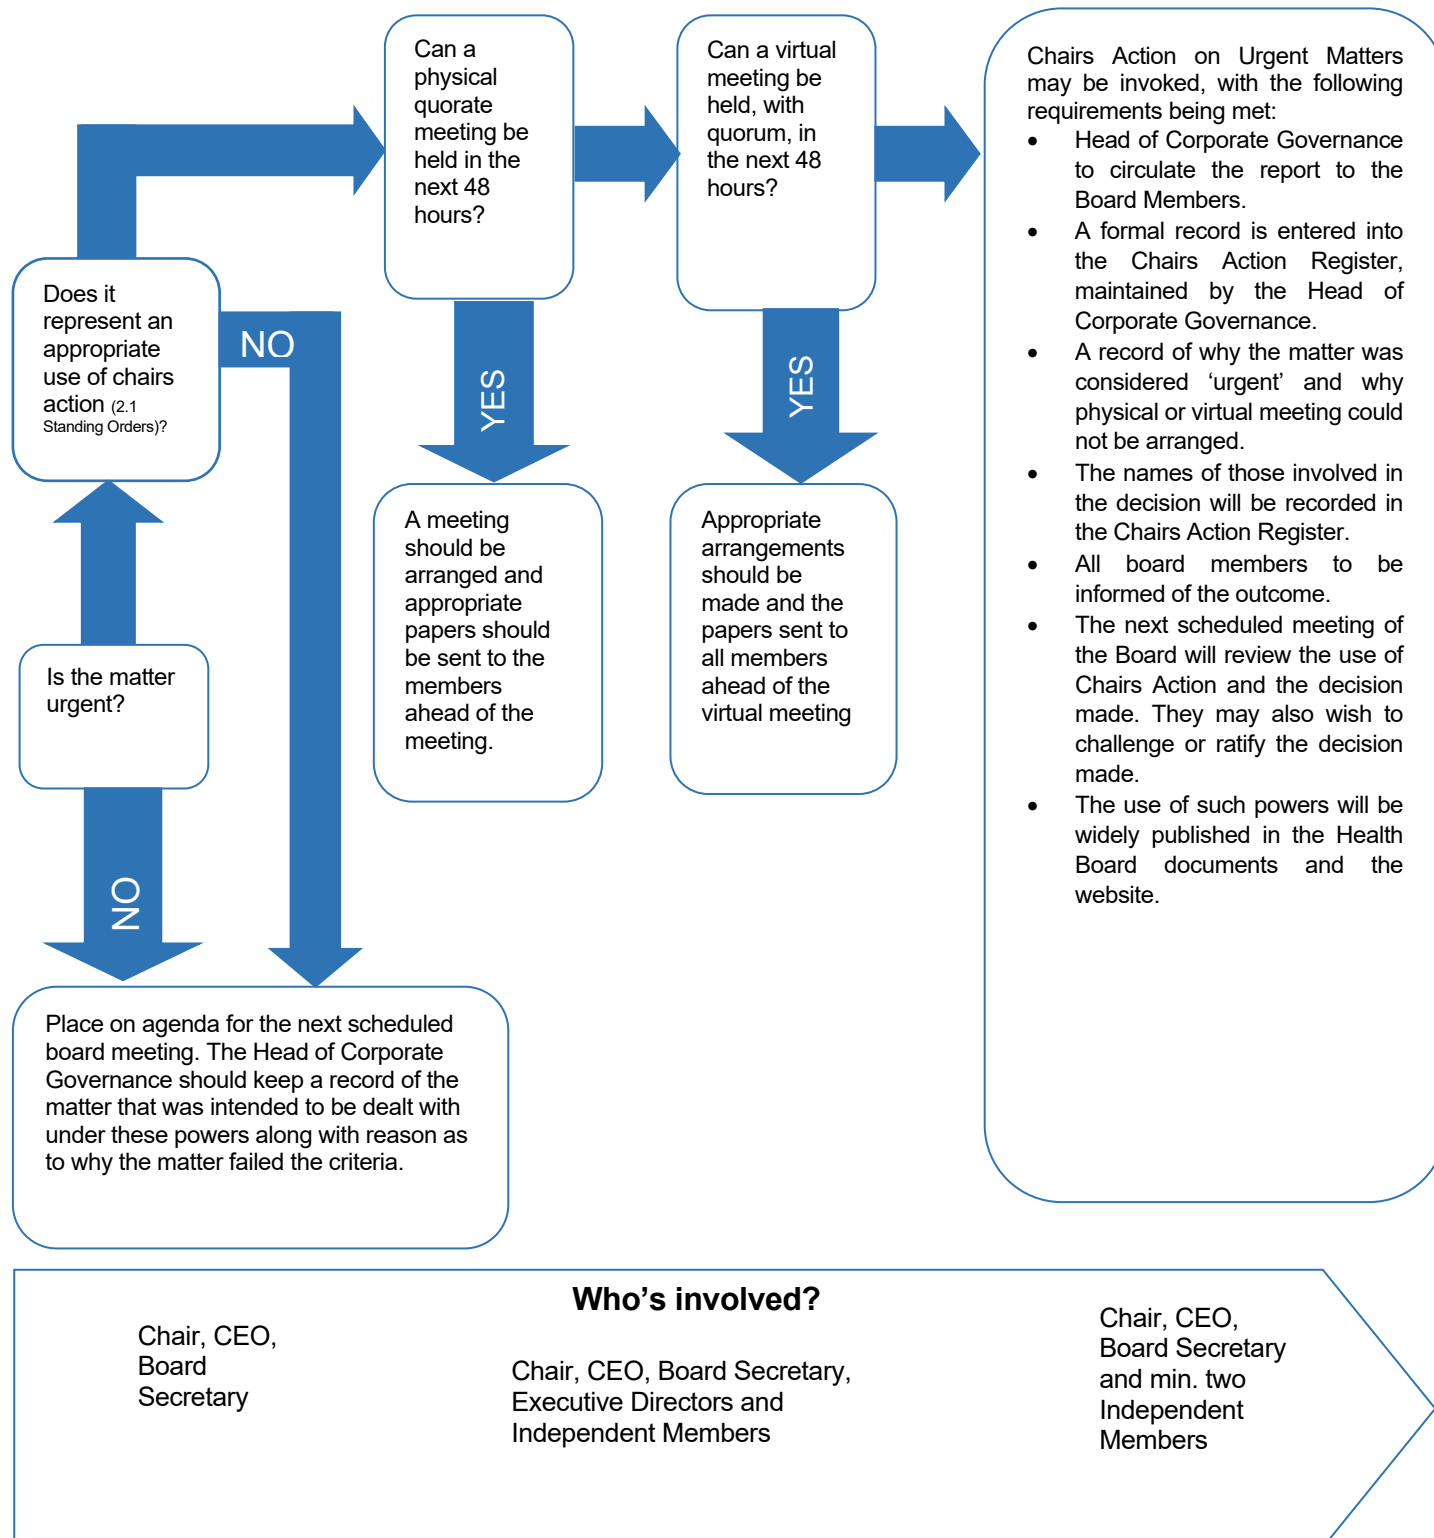 Can a
physical
quorate
meeting be
held in the
next 48
hours?
Can a virtual
meeting be
held, with
quorum, in
the next 48
hours?
Chairs Action on Urgent Matters
may be invoked, with the following
requirements being met:
• Head of Corporate Governance
to circulate the report to the
Board Members.
• A formal record is entered into
the Chairs Action Register,
maintained by the Head of
Corporate Governance.
• A record of why the matter was
considered ‘urgent’ and why
physical or virtual meeting could
not be arranged.
• The names of those involved in
the decision will be recorded in
the Chairs Action Register.
• All board members to be
informed of the outcome.
• The next scheduled meeting of
the Board will review the use of
Chairs Action and the decision
made. They may also wish to
challenge or ratify the decision
made.
• The use of such powers will be
widely published in the Health
Board documents and the
website.
Does it
represent an
appropriate
use of chairs
action (2.1
Standing Orders)?
NO
YES
YES
A meeting
should be
arranged and
appropriate
papers should
be sent to the
members
ahead of the
meeting.
Appropriate
arrangements
should be
made and the
papers sent to
all members
ahead of the
virtual meeting
Is the matter
urgent?
NO
Place on agenda for the next scheduled
board meeting. The Head of Corporate
Governance should keep a record of the
matter that was intended to be dealt with
under these powers along with reason as
to why the matter failed the criteria.
Who's involved?
Chair, CEO,
Board
Secretary
Chair, CEO, Board Secretary,
Executive Directors and
Independent Members
Chair, CEO,
Board Secretary
and min. two
Independent
Members